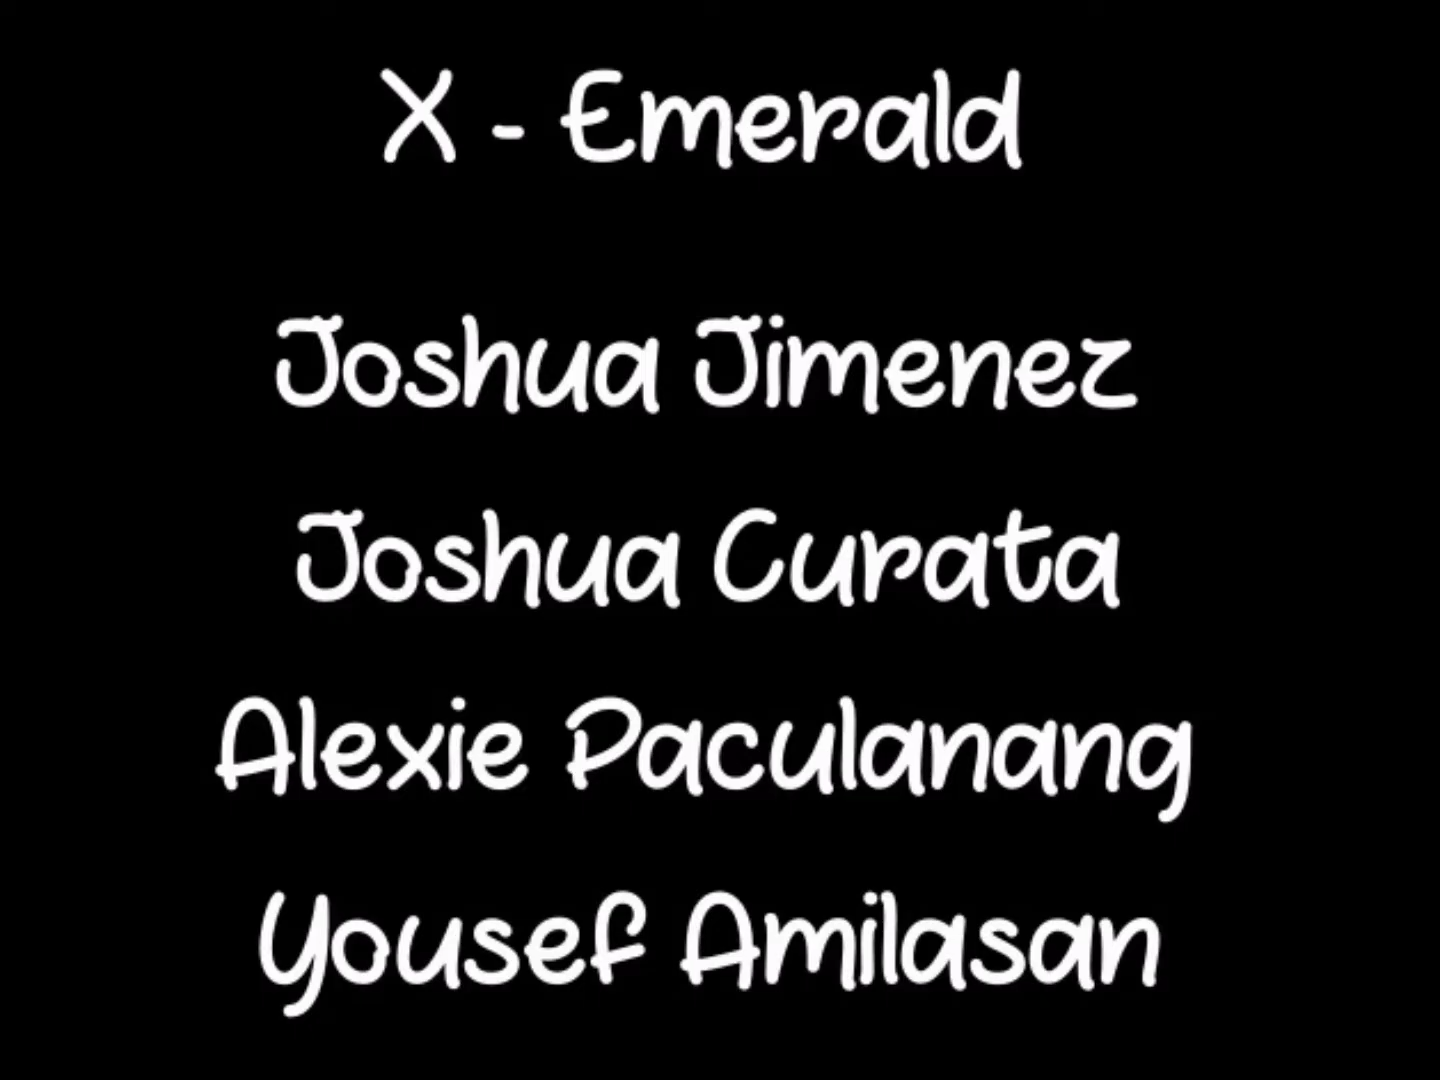 X - Emerald
Joshua Jimenez
Joshua Curata
Alexie Paculanang
Yousef Amilasan